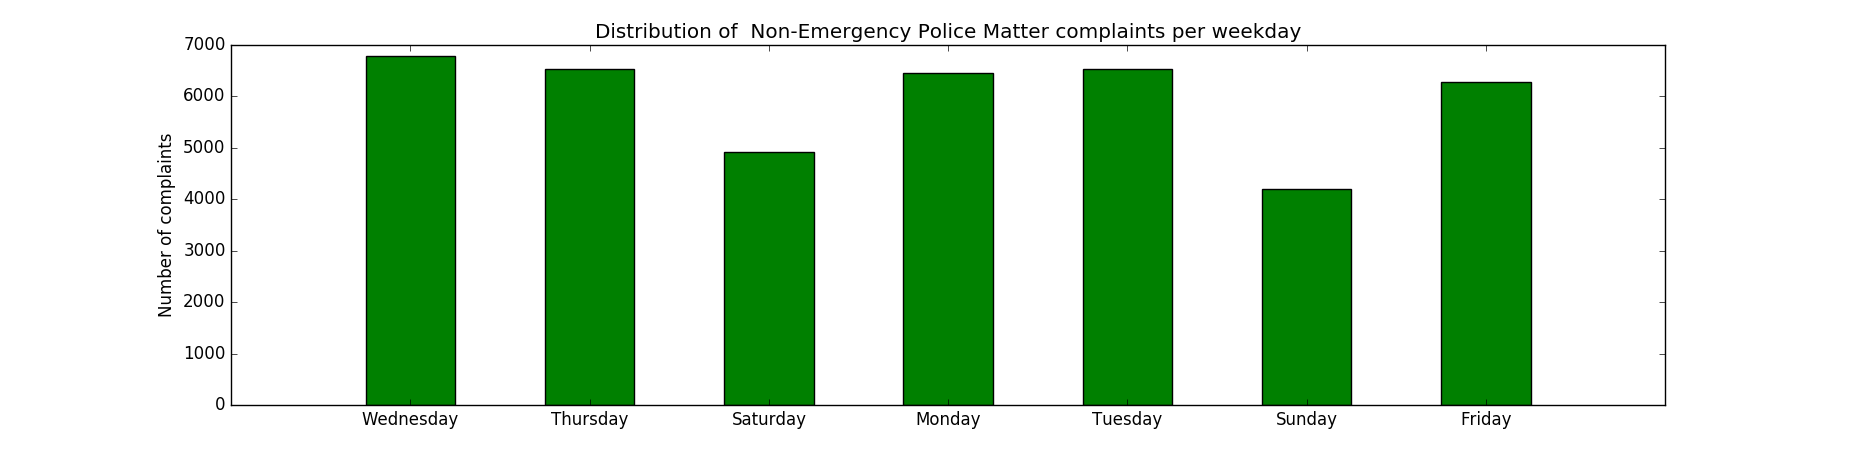 Distribution of  Non-Emergency Police Matter complaints per weekday
Number of complaints
7000
6000
5000
4000
3000
2000
1000
0
Wednesday Thursday Saturday Monday Tuesday Sunday Friday